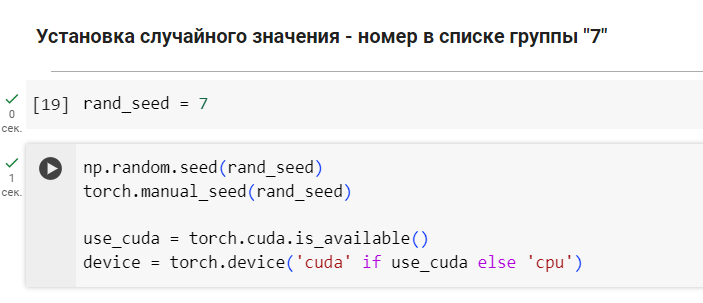 Установка случайного значения - номер в списке группы "7"
[19] rand_seed = 7
0
сек.
np.random.seed(rand_seed)
1
torch.manual_seed(rand_seed)
сек.
use_cuda = torch.cuda.is_available()
device = torch.device('cuda' if use_cuda else 'cpu')